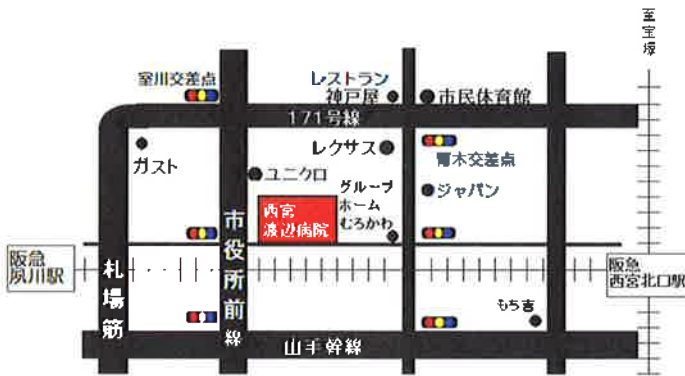 至宝塚
室川交差点
レストラン
神戸屋
市民体育館
171号線
レクサス
青木交差点
ガスト
ユニクロ
グループ
ホーム
むろかわ
ジャパン
西宮
渡辺病院
市役所前線
阪急
夙川駅
札場筋
阪急
西宮北口駅
もち吉
山手幹線